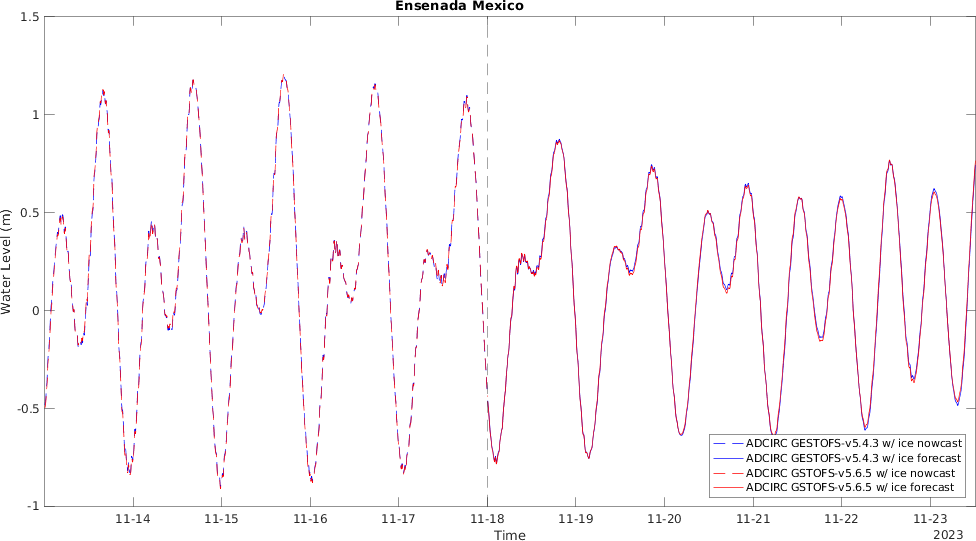 Ensenada Mexico
1.5
1
0.5
0
-0.5
-1
Water Level (m)
11-14 11-15 11-16 11-17 11-18 11-19 11-20 11-21 11-22 11-23
Time
2023
ADCIRC GESTOFS-v5.4.3 w/ ice nowcast
ADCIRC GESTOFS-v5.4.3 w/ ice forecast
ADCIRC GSTOFS-v5.6.5 w/ ice nowcast
ADCIRC GSTOFS-v5.6.5 w/ ice forecast